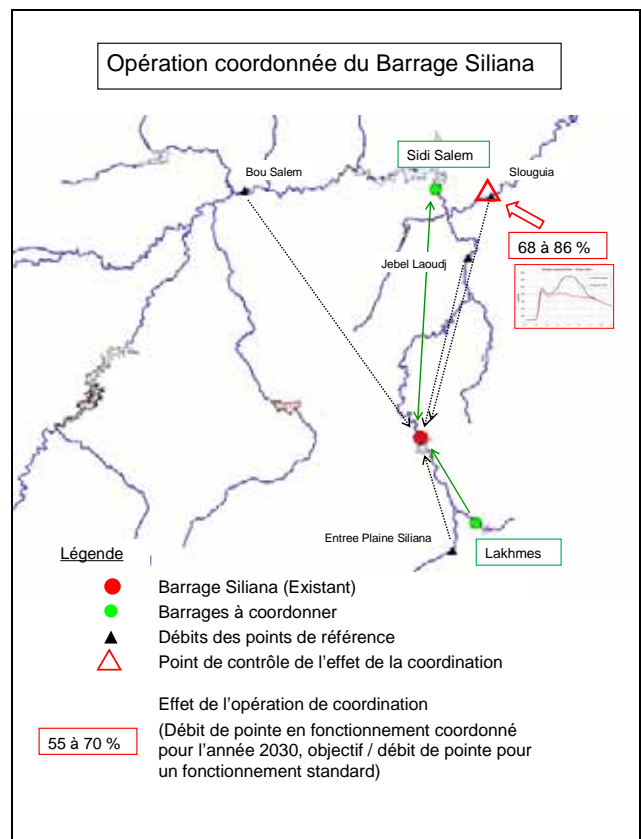 Opération coordonnée du Barrage Siliana
Sidi Salem
Bou Salem
Slouguia
68 à 86 %
Jebel Laoudj
Entree Plaine Siliana
Lakhmes
Légende
Barrage Siliana (Existant)
Barrages à coordonner
Débits des points de référence
Point de contrôle de l'effet de la coordination
Effet de l'opération de coordination
55 à 70 %
(Débit de pointe en fonctionnement coordonné
pour l'année 2030, objectif / débit de pointe pour
un fonctionnement standard)